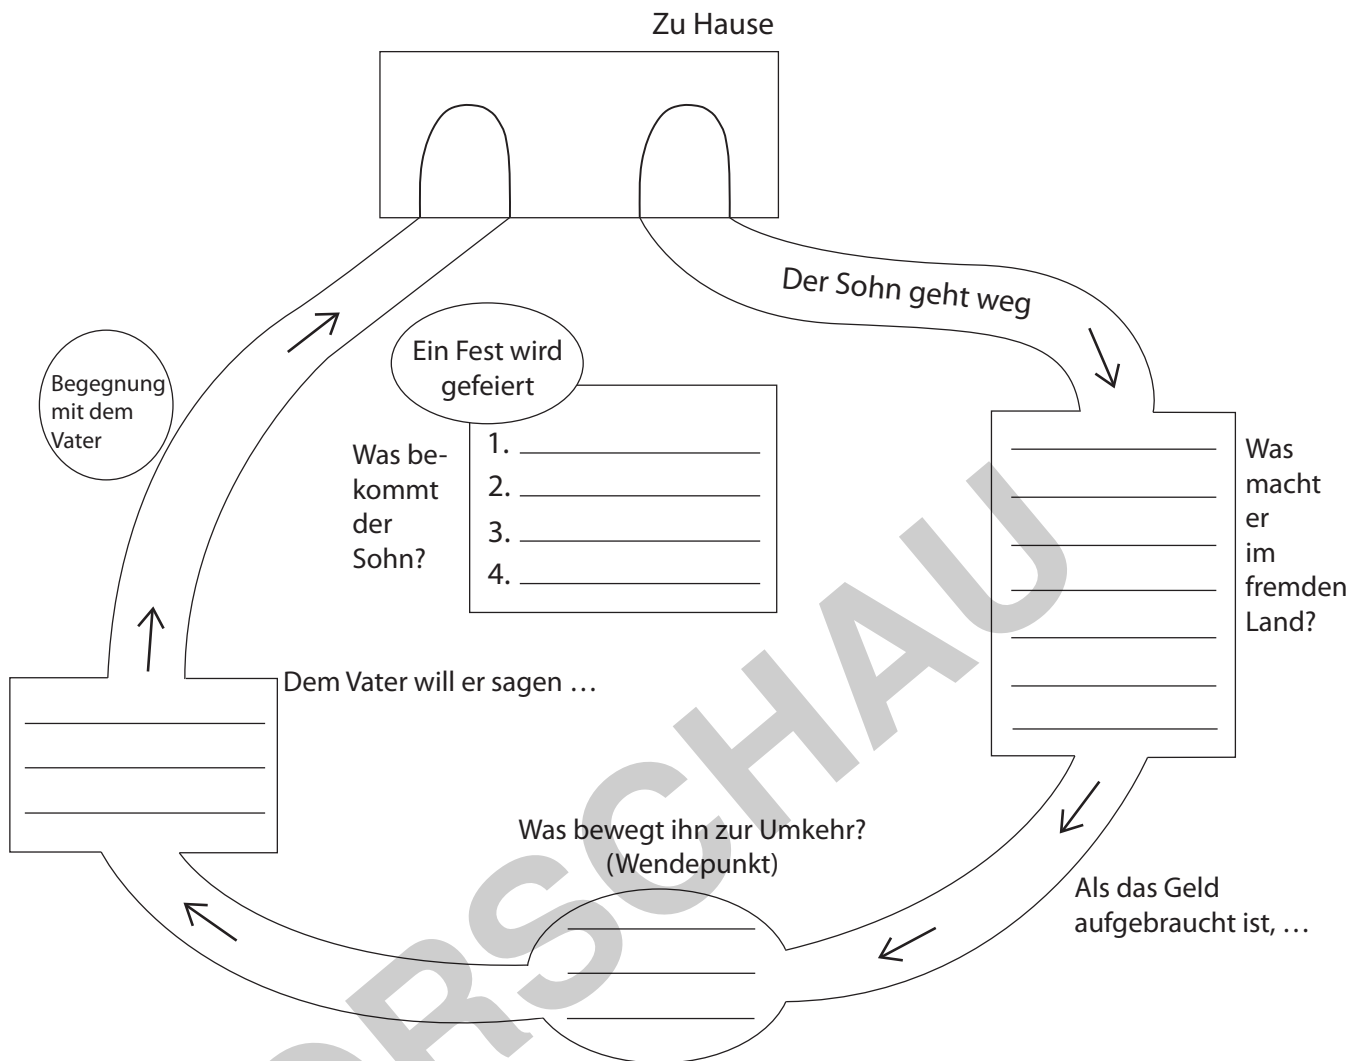 Zu Hause
Der Sohn geht weg
Ein Fest wird
gefeiert
Begegnung
mit dem
Vater
Was be-
kommt
der
Sohn?
1.
2.
3.
4.
Was
macht
er
im
fremden
Land?
Dem Vater will er sagen …
Was bewegt ihn zur Umkehr?
(Wendepunkt)
Als das Geld
aufgebraucht ist, …
ORSCHAU